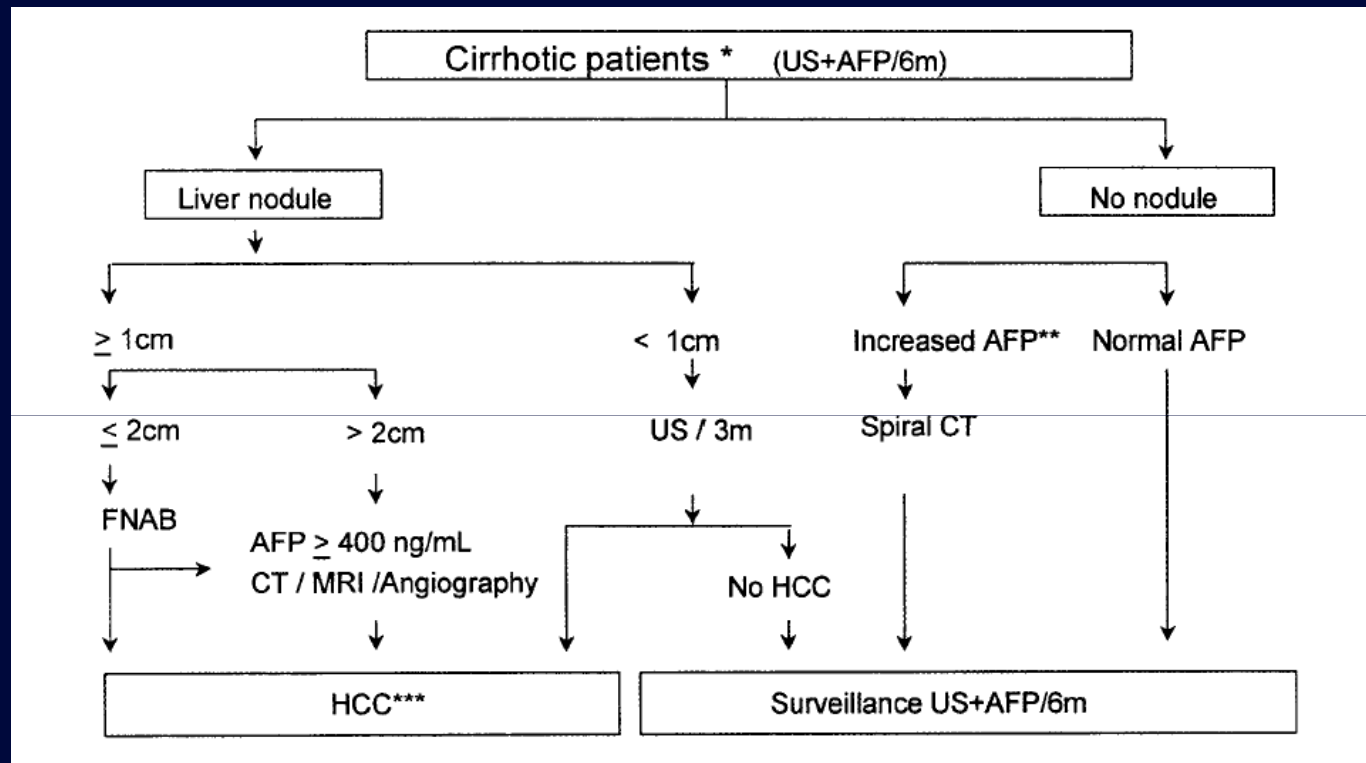 Cirrhotic patients * (US+AFP/6m)
Liver nodule
No nodule
≥ 1cm
< 1cm
Increased AFP**
Normal AFP
≤ 2cm
> 2cm
US / 3m
Spiral CT
FNAB
AFP ≥ 400 ng/mL
CT / MRI /Angiography
No HCC
HCC***
Surveillance US+AFP/6m